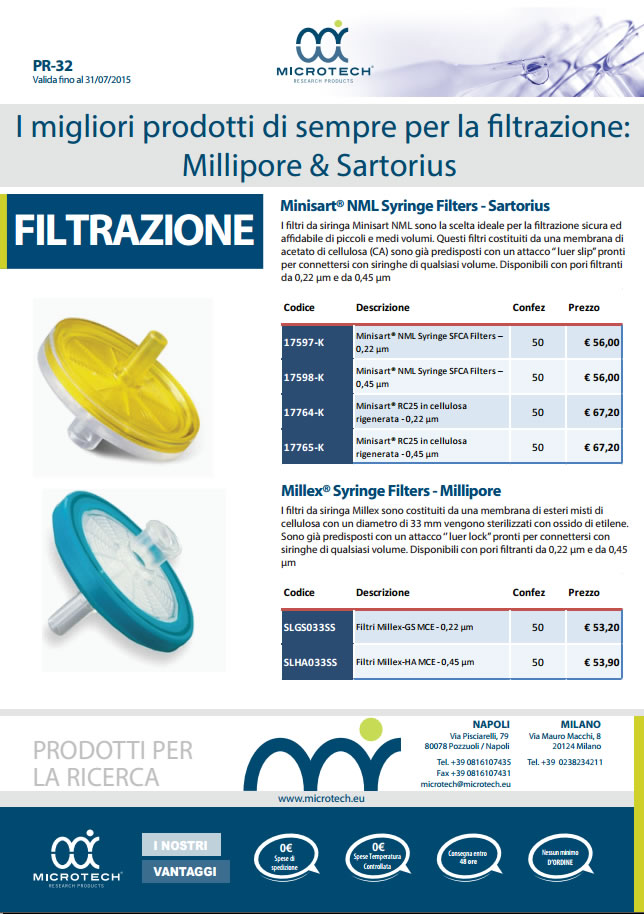 PR-32
Valida fino al 31/07/2015
MICROTECH®
RESEARCH PRODUCTS
I migliori prodotti di sempre per la filtrazione:
Millipore & Sartorius
FILTRAZIONE
Minisart® NML Syringe Filters - Sartorius
I filtri da siringa Minisart NML sono la scelta ideale per la filtrazione sicura ed
affidabile di piccoli e medi volumi. Questi filtri costituiti da una membrana di
acetato di cellulosa (CA) sono già predisposti con un attacco “luer slip” pronti
per connettersi con siringhe di qualsiasi volume. Disponibili con pori filtranti
da 0,22 µm e da 0,45 µm
Codice Descrizione Confez Prezzo
17597-K Minisart® NML Syringe SFCA Filters – 50 € 56,00
0,22 µm
17598-K Minisart® NML Syringe SFCA Filters – 50 € 56,00
0,45 µm
17764-K Minisart® RC25 in cellulosa 50 € 67,20
rigenerata - 0,22 µm
17765-K Minisart® RC25 in cellulosa 50 € 67,20
rigenerata - 0,45 µm
Millex® Syringe Filters - Millipore
I filtri da siringa Millex sono costituiti da una membrana di esteri misti di
cellulosa con un diametro di 33 mm vengono sterilizzati con ossido di etilene.
Sono già predisposti con un attacco “luer lock” pronti per connettersi con
siringhe di qualsiasi volume. Disponibili con pori filtranti da 0,22 µm e da 0,45
µm
Codice Descrizione Confez Prezzo
SLGS033SS Filtri Millex-GS MCE - 0,22 µm 50 € 53,20
SLHA033SS Filtri Millex-HA MCE - 0,45 µm 50 € 53,90
PRODOTTI PER
LA RICERCA
www.microtech.eu
NAPOLI
Via Pisciarelli, 79
80078 Pozzuoli / Napoli
Tel. +39 0816107435
Fax +39 0816107431
microtech@microtech.eu
MILANO
Via Mauro Macchi, 8
20124 Milano
Tel. +39 0238234211
MICROTECH®
RESEARCH PRODUCTS
I NOSTRI
VANTAGGI
0€
Spese di
spedizione
0€
Spese Temperatura
Controllata
Consegna entro
48 ore
Nessun minimo
D'ORDINE